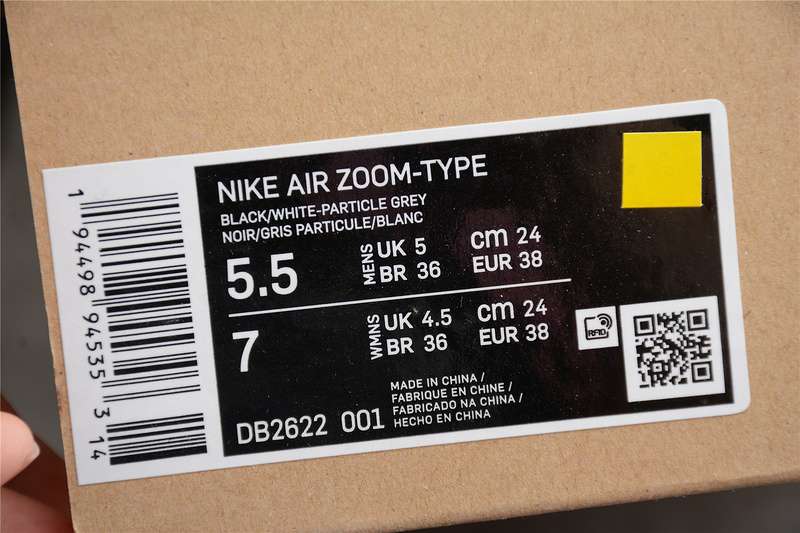 NIKE AIR ZOOM-TYPE
BLACK/WHITE-PARTICLE GREY
NOIR/GRIS PARTICULE/BLANC
5.5 MENS UK 5 cm 24
BR 36 EUR 38
7 WMNS UK 4.5 cm 24
BR 36 EUR 38
RFID
MADE IN CHINA /
FABRIQUE EN CHINE /
FABRICADO NA CHINA /
HECHO EN CHINA
DB2622 001
1 94498 94535 3 14